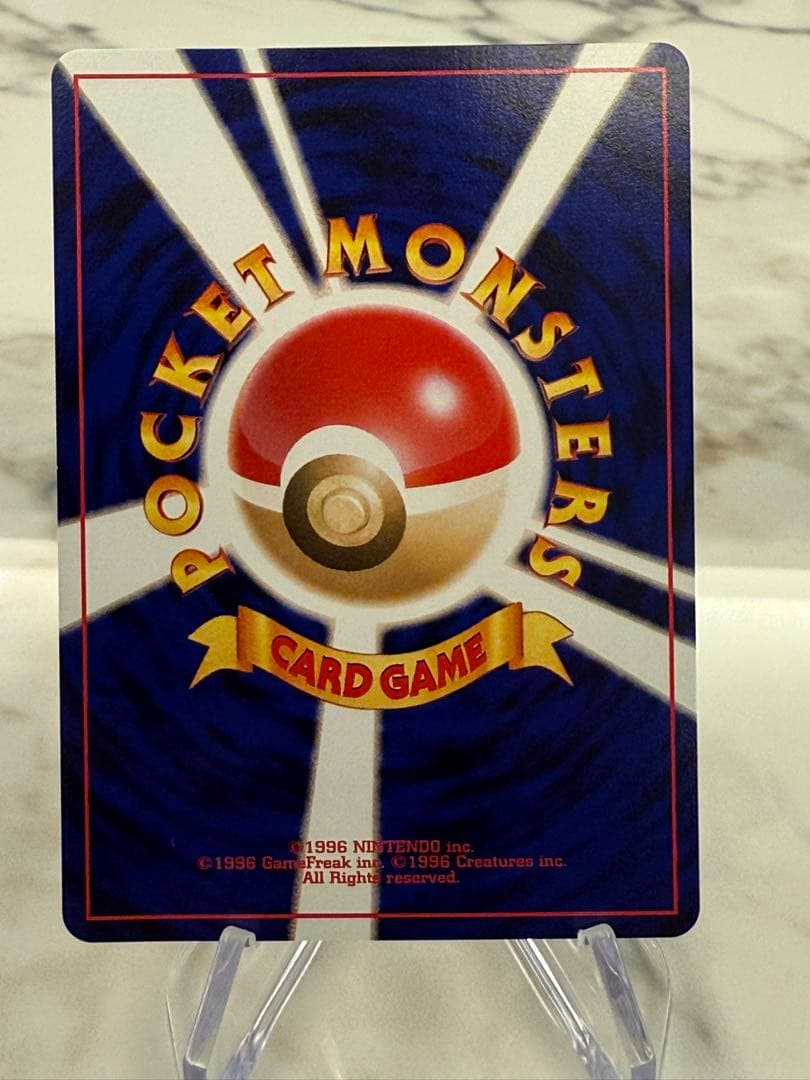 POCKET MONSTERS
CARD GAME
©1996 NINTENDO inc.
©1996 GameFreak inc. ©1996 Creatures inc.
All Rights reserved.